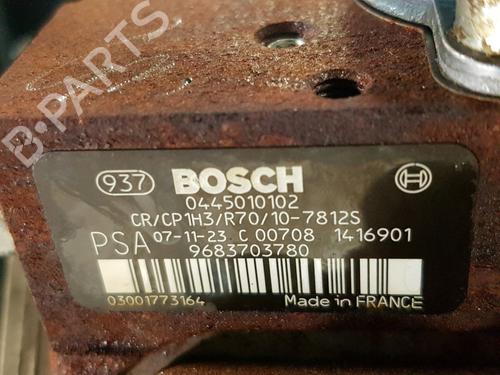 B-PARTS
937 BOSCH
0445010102
CR/CP1H3/R70/10-7812S
PSA 07-11-23 C 00708 1416901
9683703780
03001773164 Made in FRANCE